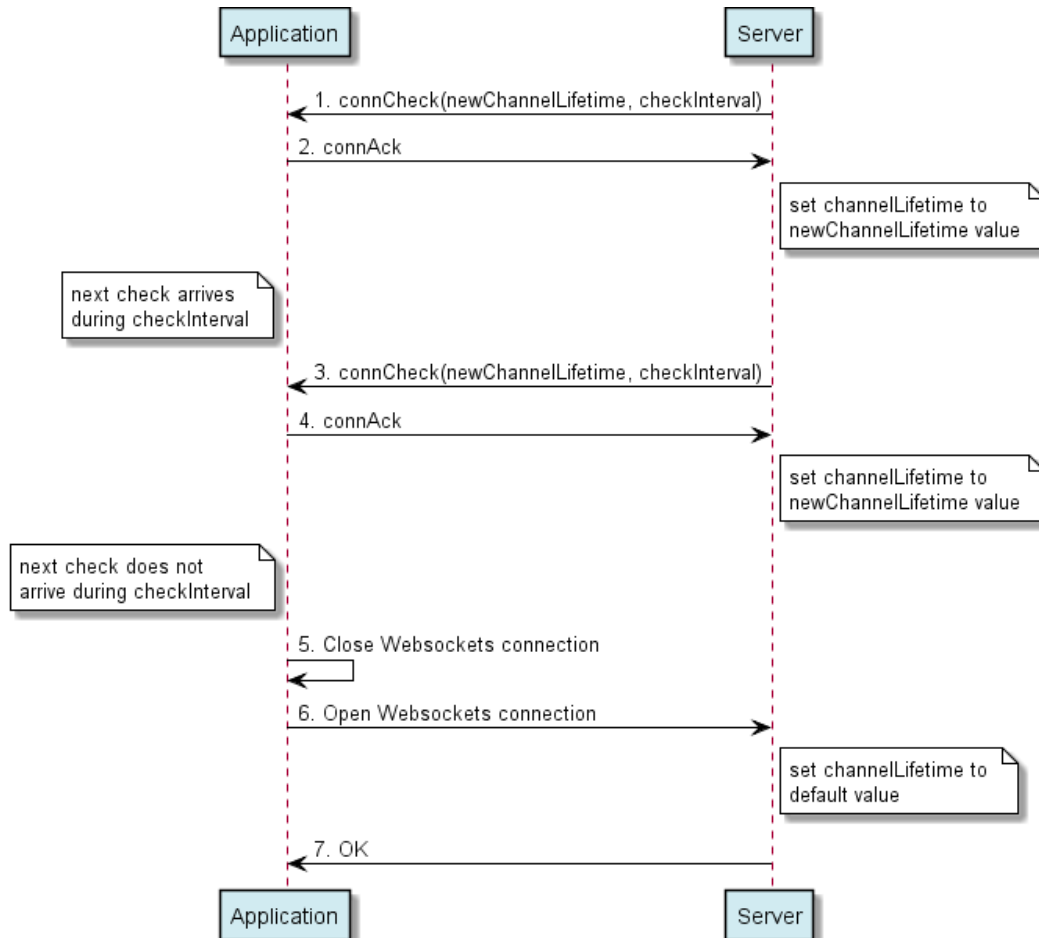 Application
Server
1. connCheck(newChannelLifetime, checkInterval)
2. connAck
set channelLifetime to
newChannelLifetime value
next check arrives
during checkInterval
3. connCheck(newChannelLifetime, checkInterval)
4. connAck
set channelLifetime to
newChannelLifetime value
next check does not
arrive during checkInterval
5. Close Websockets connection
6. Open Websockets connection
set channelLifetime to
default value
7. OK
Application
Server